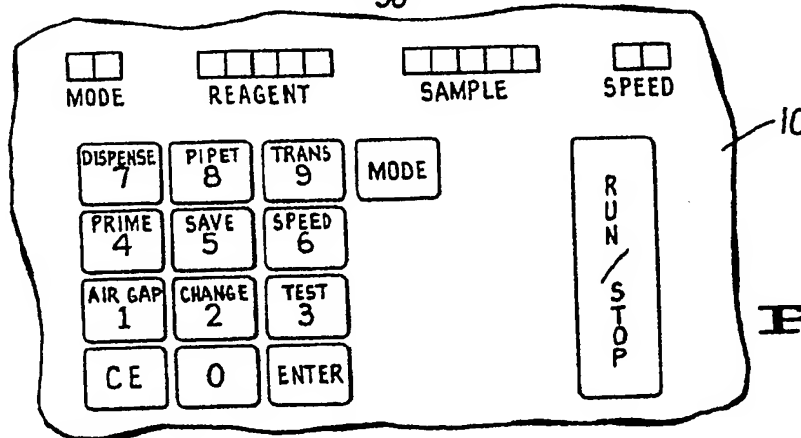 MODE REAGENT SAMPLE SPEED
10
DISPENSE PIPET TRANS
7 8 9 MODE
PRIME SAVE SPEED
4 5 6
AIR GAP CHANGE TEST
1 2 3
CE 0 ENTER
RUN/STOP